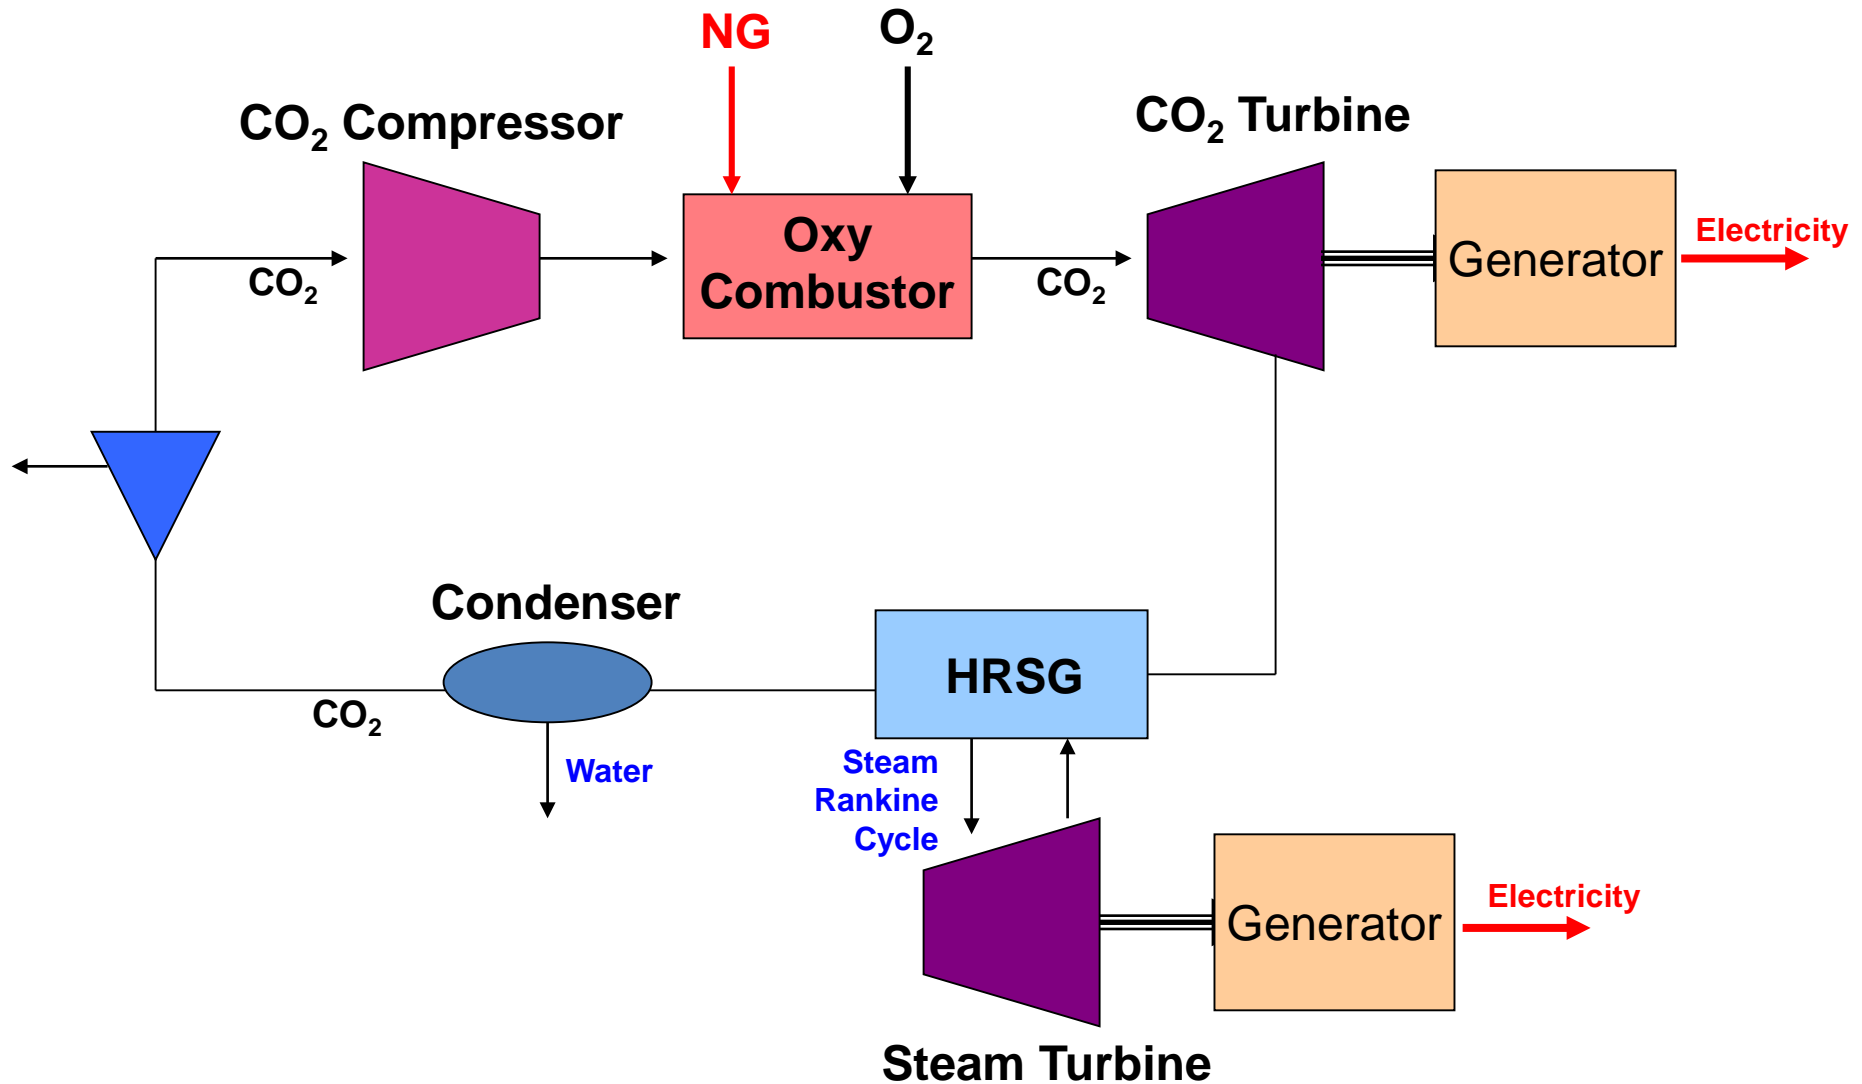 NG
O₂
CO₂ Compressor
CO₂ Turbine
Oxy
Combustor
Generator
Electricity
CO₂
CO₂
Condenser
HRSG
CO₂
Water
Steam
Rankine
Cycle
Generator
Electricity
Steam Turbine